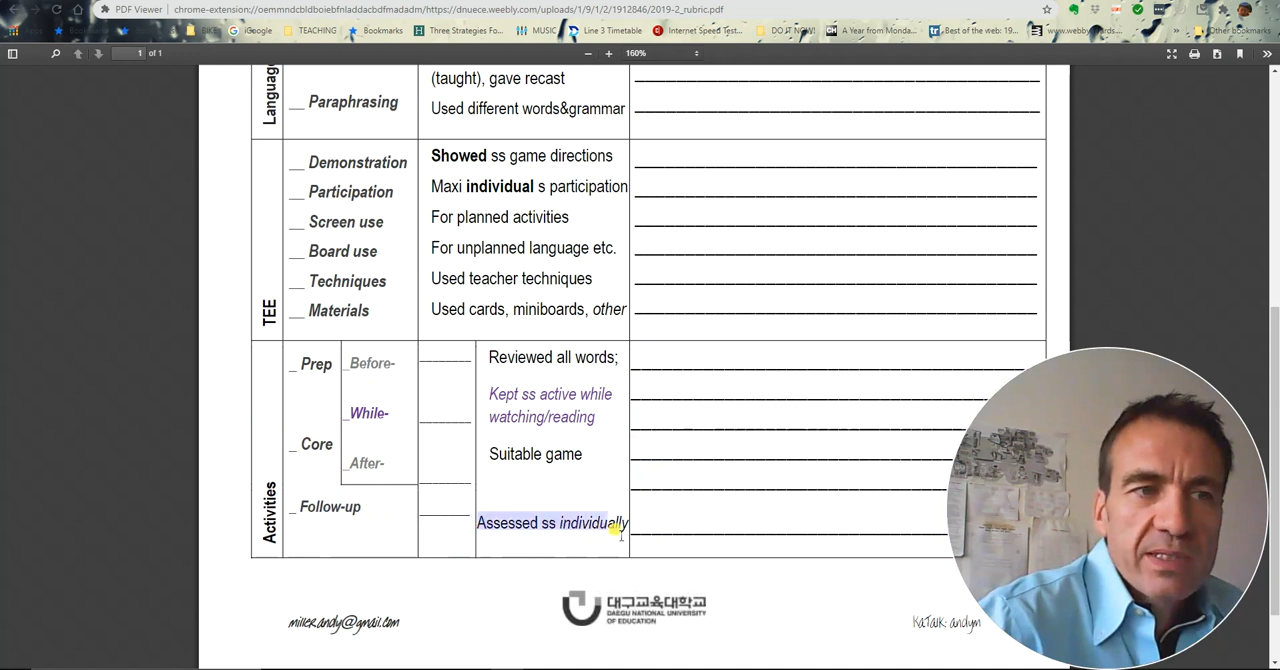 PDF Viewer | chrome-extension://oemmndcbldboiebfnladdacbdfmadadm/https://dnuece.weebly.com/uploads/1/9/1/2/1912846/2019-2_rubric.pdf
Apps BIKE iGoogle TEACHING Bookmarks Three Strategies Fo... MUSIC Line 3 Timetable Internet Speed Test... DO IT NOW! A Year from Monda... Best of the web: 19... www.webbyawards... » Other bookmarks
1 of 1 160%
Language
(taught), gave recast
__ Paraphrasing Used different words&grammar
TEE
__ Demonstration Showed ss game directions
__ Participation Maxi individual s participation
__ Screen use For planned activities
__ Board use For unplanned language etc.
__ Techniques Used teacher techniques
__ Materials Used cards, miniboards, other
Activities
_ Prep _Before- Reviewed all words;
Kept ss active while
_While- watching/reading
_ Core Suitable game
_After-
_ Follow-up Assessed ss individually
대구교육대학교
DAEGU NATIONAL UNIVERSITY
OF EDUCATION
miller.andy@gmail.com
KaTalk: andym